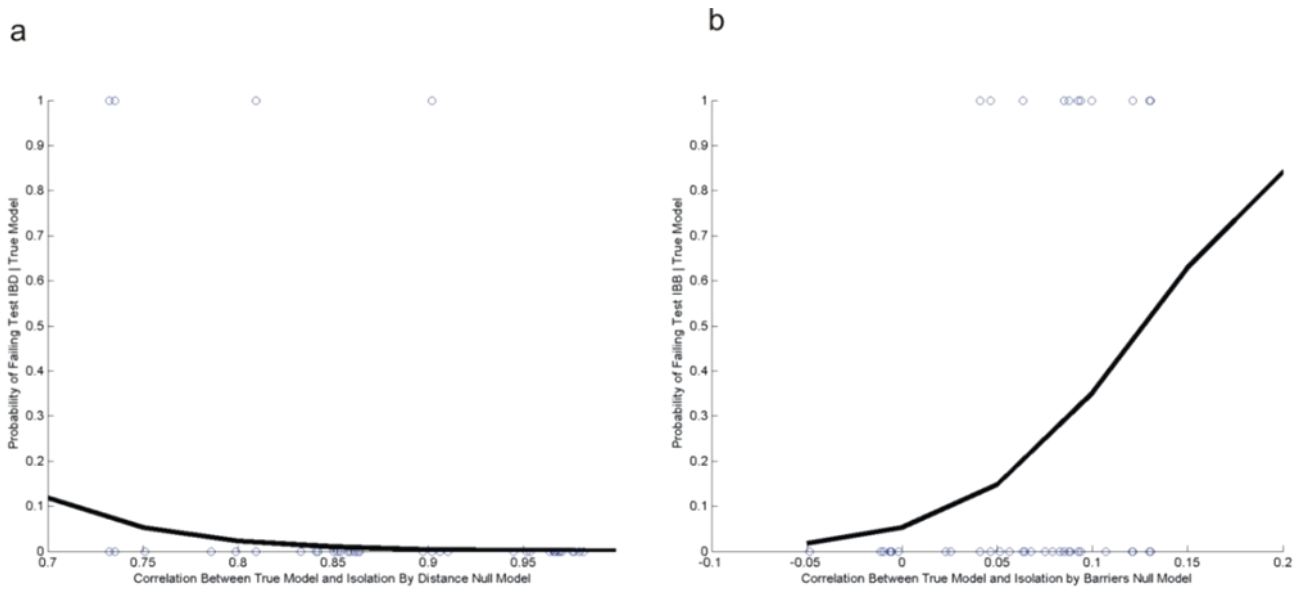 a
1
0.9
0.8
0.7
0.6
0.5
0.4
0.3
0.2
0.1
0
Probability of Failing Test IBD | True Model
0.7 0.75 0.8 0.85 0.9 0.95
Correlation Between True Model and Isolation By Distance Null Model
b
1
0.9
0.8
0.7
0.6
0.5
0.4
0.3
0.2
0.1
0
Probability of Failing Test IBB | True Model
-0.1 -0.05 0 0.05 0.1 0.15 0.2
Correlation Between True Model and Isolation by Barriers Null Model